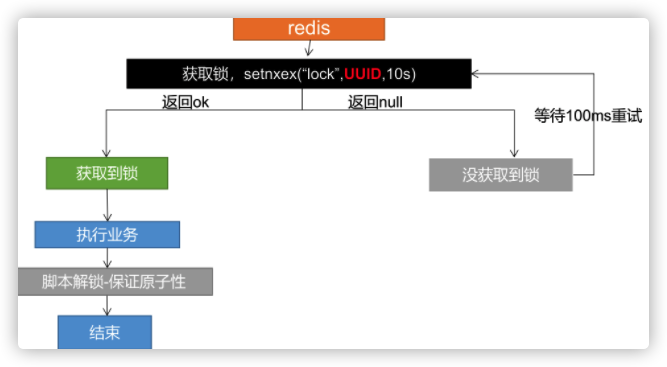 redis
获取锁，setnxex(“lock”,UUID,10s)
返回ok
返回null
等待100ms重试
获取到锁
没获取到锁
执行业务
脚本解锁-保证原子性
结束